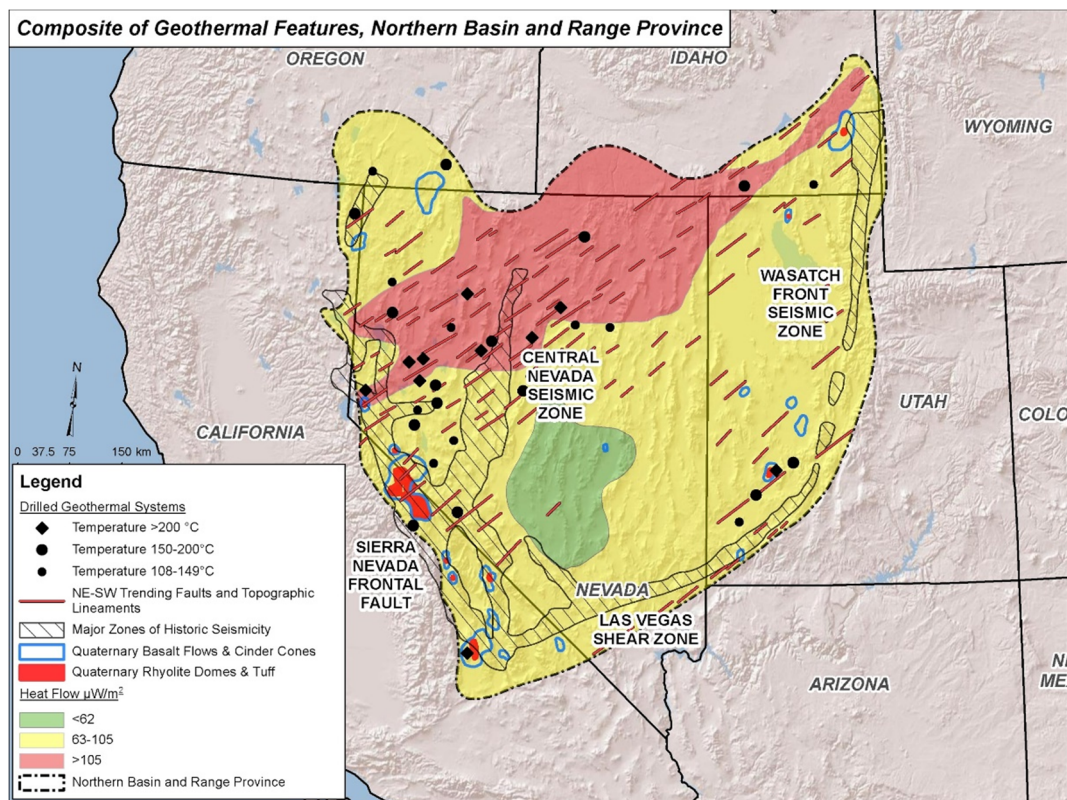 Composite of Geothermal Features, Northern Basin and Range Province
OREGON
IDAHO
WYOMING
WASATCH
FRONT
SEISMIC
ZONE
CENTRAL
NEVADA
SEISMIC
ZONE
UTAH
COLO
CALIFORNIA
N
0 37.5 75 150 km
SIERRA
NEVADA
FRONTAL
FAULT
NEVADA
LAS VEGAS
SHEAR ZONE
ARIZONA
NE
ME
Legend
Drilled Geothermal Systems
Temperature >200 °C
Temperature 150-200°C
Temperature 108-149°C
NE-SW Trending Faults and Topographic
Lineaments
Major Zones of Historic Seismicity
Quaternary Basalt Flows & Cinder Cones
Quaternary Rhyolite Domes & Tuff
Heat Flow µW/m²
<62
63-105
>105
Northern Basin and Range Province